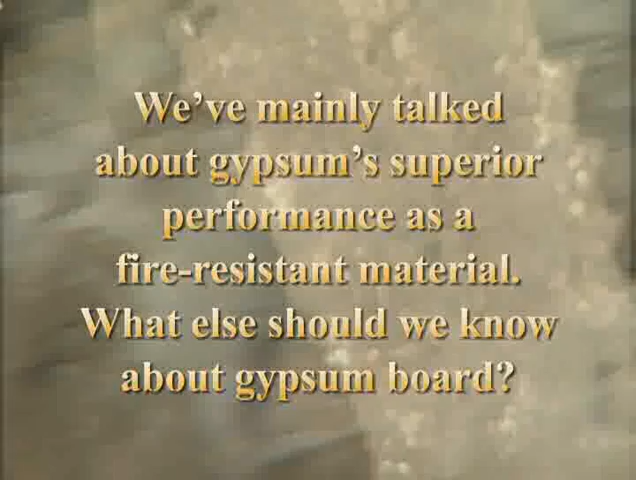 We’ve mainly talked
about gypsum’s superior
performance as a
fire-resistant material.
What else should we know
about gypsum board?